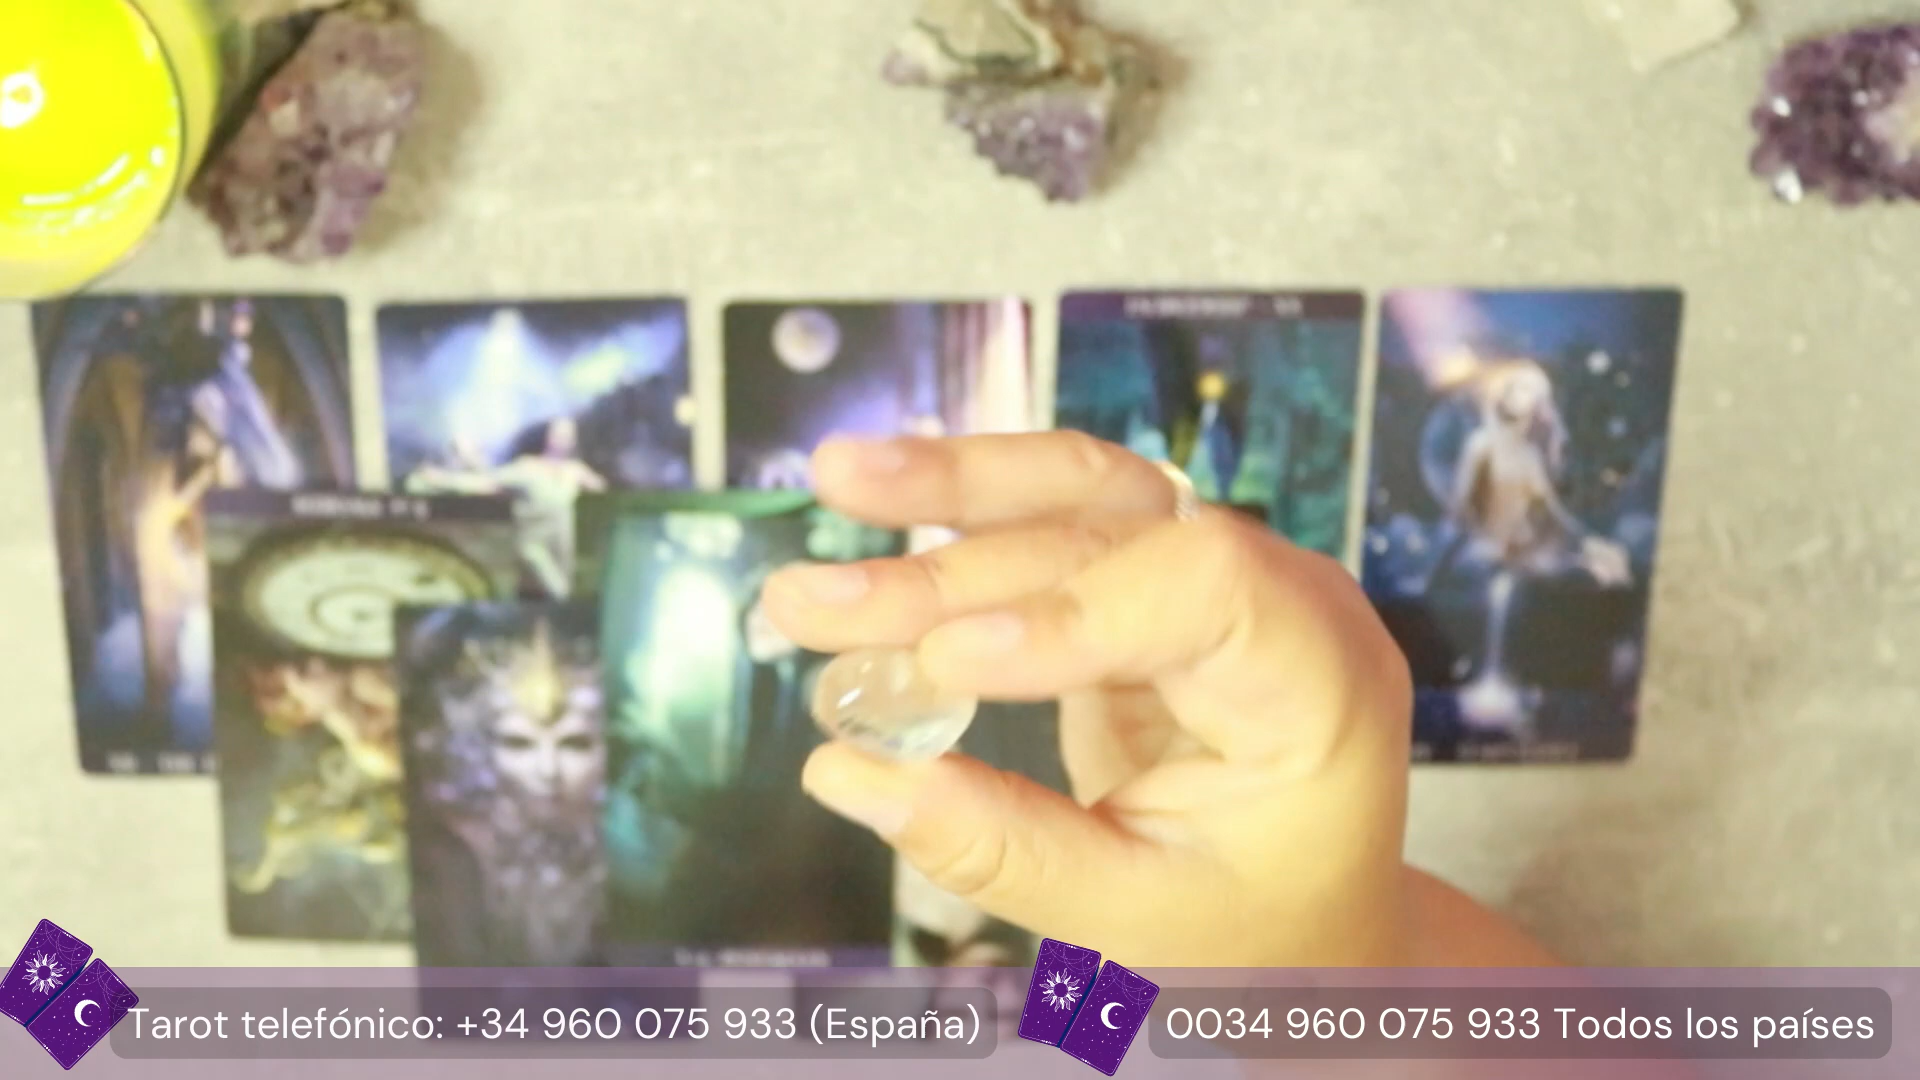 Tarot telefónico: +34 960 075 933 (España)
0034 960 075 933 Todos los países